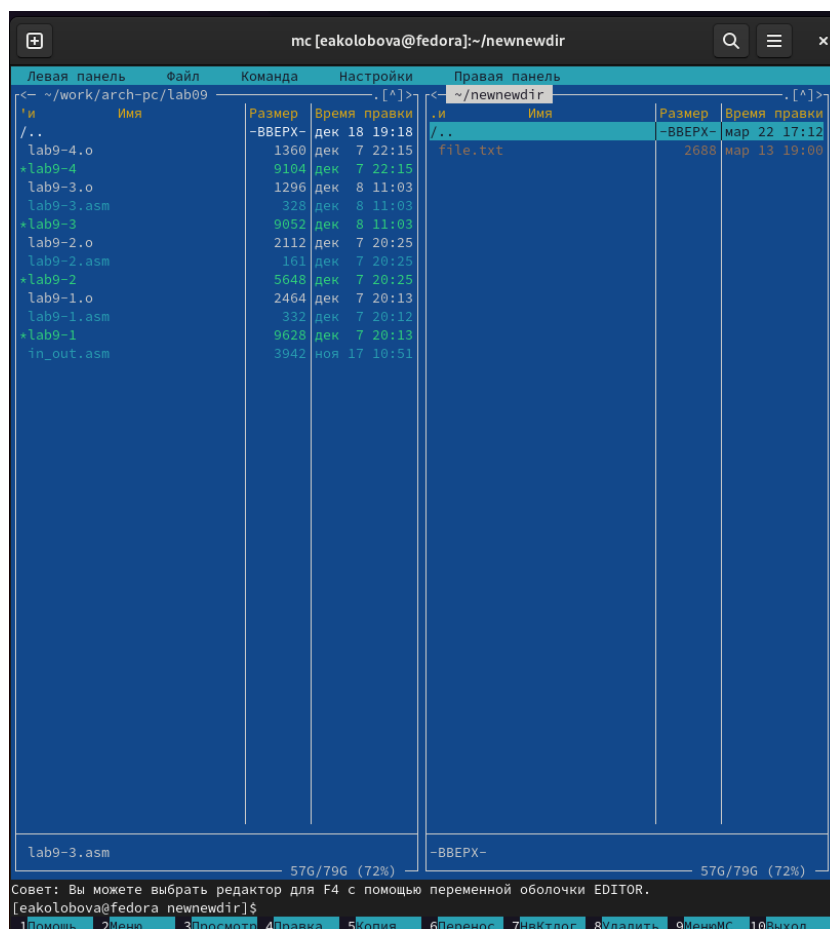 mc [eakolobova@fedora]:~/newnewdir
Левая панель Файл Команда Настройки Правая панель
<— ~/work/arch-pc/lab09 .[^]> <— ~/newnewdir .[^]>
'и Имя Размер Время правки .и Имя Размер Время правки
/.. -ВВЕРХ- дек 18 19:18 /.. -ВВЕРХ- мар 22 17:12
lab9-4.o 1360 дек 7 22:15 file.txt 2688 мар 13 19:00
*lab9-4 9104 дек 7 22:15
lab9-3.o 1296 дек 8 11:03
lab9-3.asm 328 дек 8 11:03
*lab9-3 9052 дек 8 11:03
lab9-2.o 2112 дек 7 20:25
lab9-2.asm 161 дек 7 20:25
*lab9-2 5648 дек 7 20:25
lab9-1.o 2464 дек 7 20:13
lab9-1.asm 332 дек 7 20:12
*lab9-1 9628 дек 7 20:13
in_out.asm 3942 ноя 17 10:51
lab9-3.asm -ВВЕРХ-
57G/79G (72%) 57G/79G (72%)
Совет: Вы можете выбрать редактор для F4 с помощью переменной оболочки EDITOR.
[eakolobova@fedora newnewdir]$
1Помощь 2Меню 3Просмотр 4Правка 5Копия 6Перенос 7НвКтлог 8Удалить 9МенюMC 10Выход